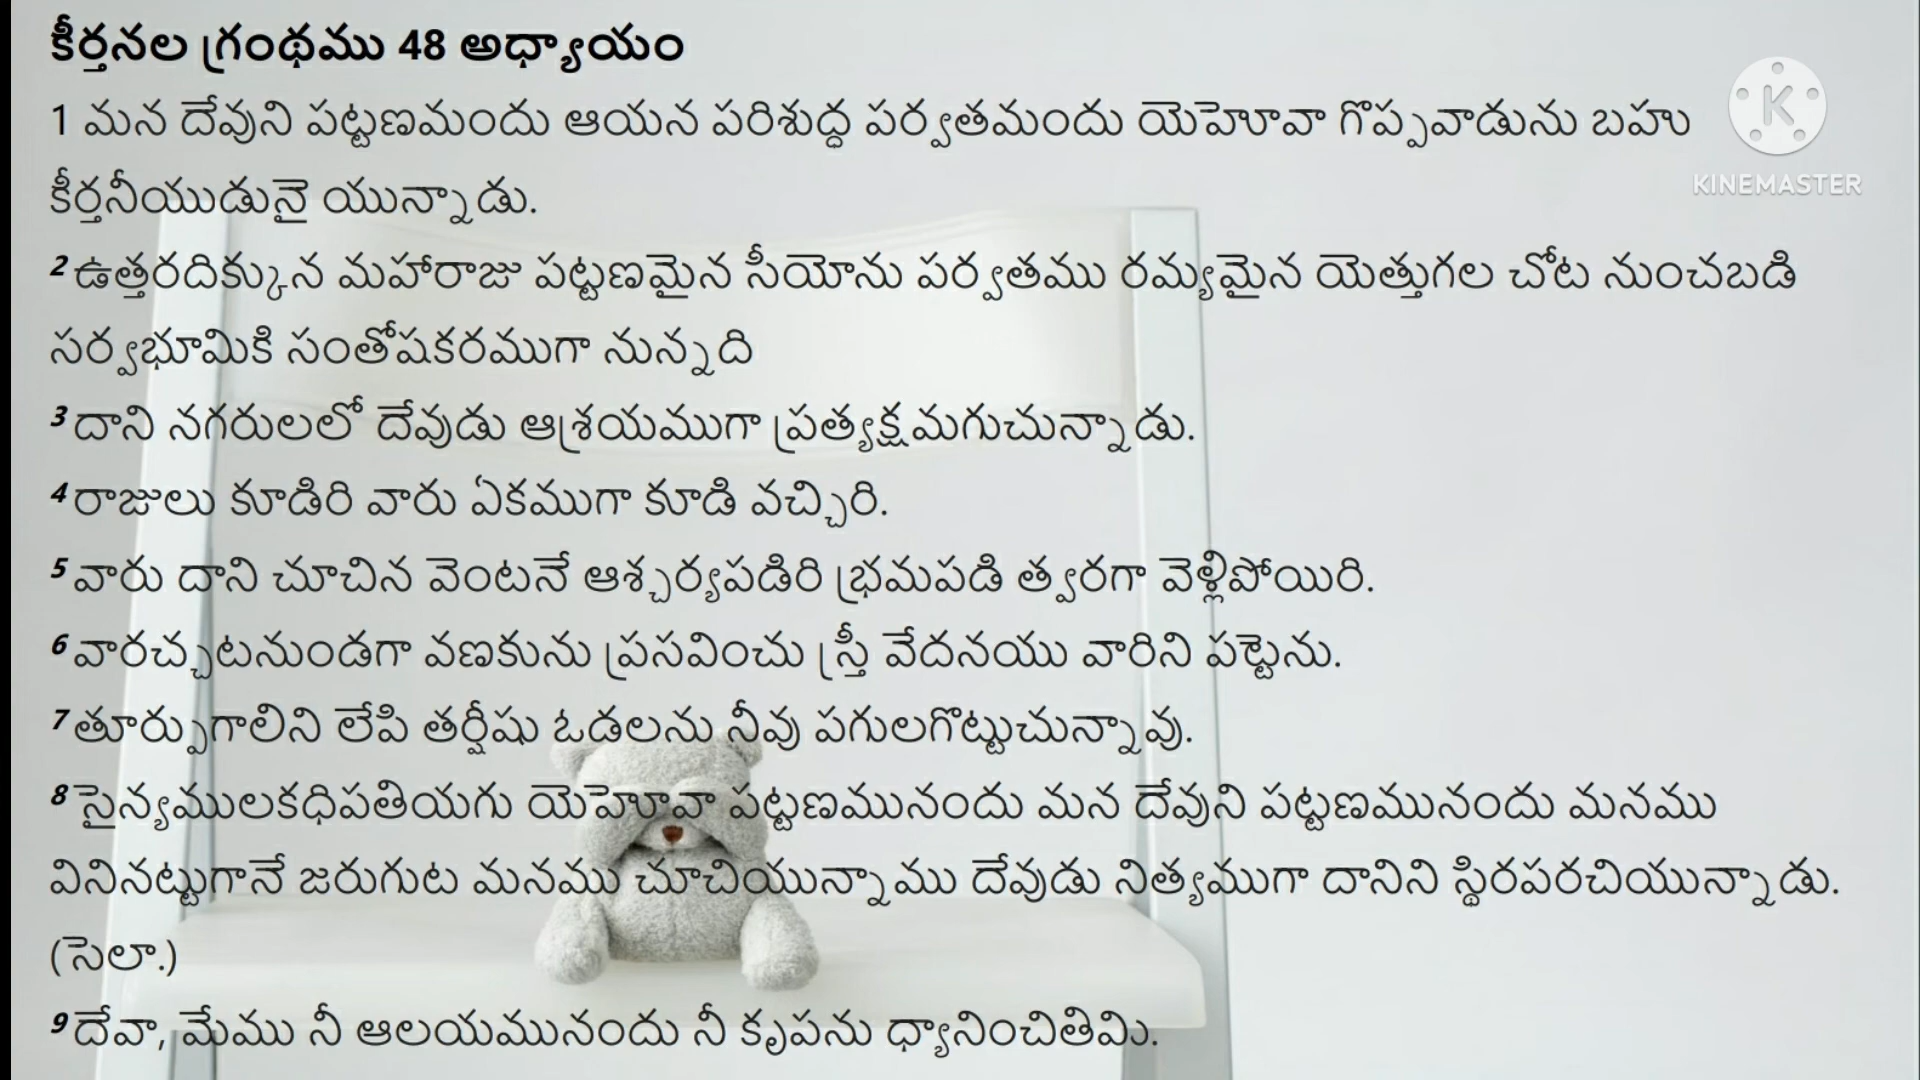 కీర్తనల గ్రంథము 48 అధ్యాయం
1 మన దేవుని పట్టణమందు ఆయన పరిశుద్ధ పర్వతమందు యెహోవా గొప్పవాడును బహు
కీర్తనీయుడునై యున్నాడు.
2 ఉత్తరదిక్కున మహారాజు పట్టణమైన సీయోను పర్వతము రమ్యమైన యెత్తుగల చోట నుంచబడి
సర్వభూమికి సంతోషకరముగా నున్నది
3 దాని నగరులలో దేవుడు ఆశ్రయముగా ప్రత్యక్షమగుచున్నాడు.
4 రాజులు కూడిరి వారు ఏకముగా కూడి వచ్చిరి.
5 వారు దాని చూచిన వెంటనే ఆశ్చర్యపడిరి భ్రమపడి త్వరగా వెళ్లిపోయిరి.
6 వారచ్చటనుండగా వణకును ప్రసవించు స్త్రీ వేదనయు వారిని పట్టెను.
7 తూర్పుగాలిని లేపి తర్షీషు ఓడలను నీవు పగులగొట్టుచున్నావు.
8 సైన్యములకధిపతియగు యెహోవా పట్టణమునందు మన దేవుని పట్టణమునందు మనము
వినినట్టుగానే జరుగుట మనము చూచియున్నాము దేవుడు నిత్యముగా దానిని స్థిరపరచియున్నాడు.
(సెలా.)
9 దేవా, మేము నీ ఆలయమునందు నీ కృపను ధ్యానించితివిు.
K
KINEMASTER